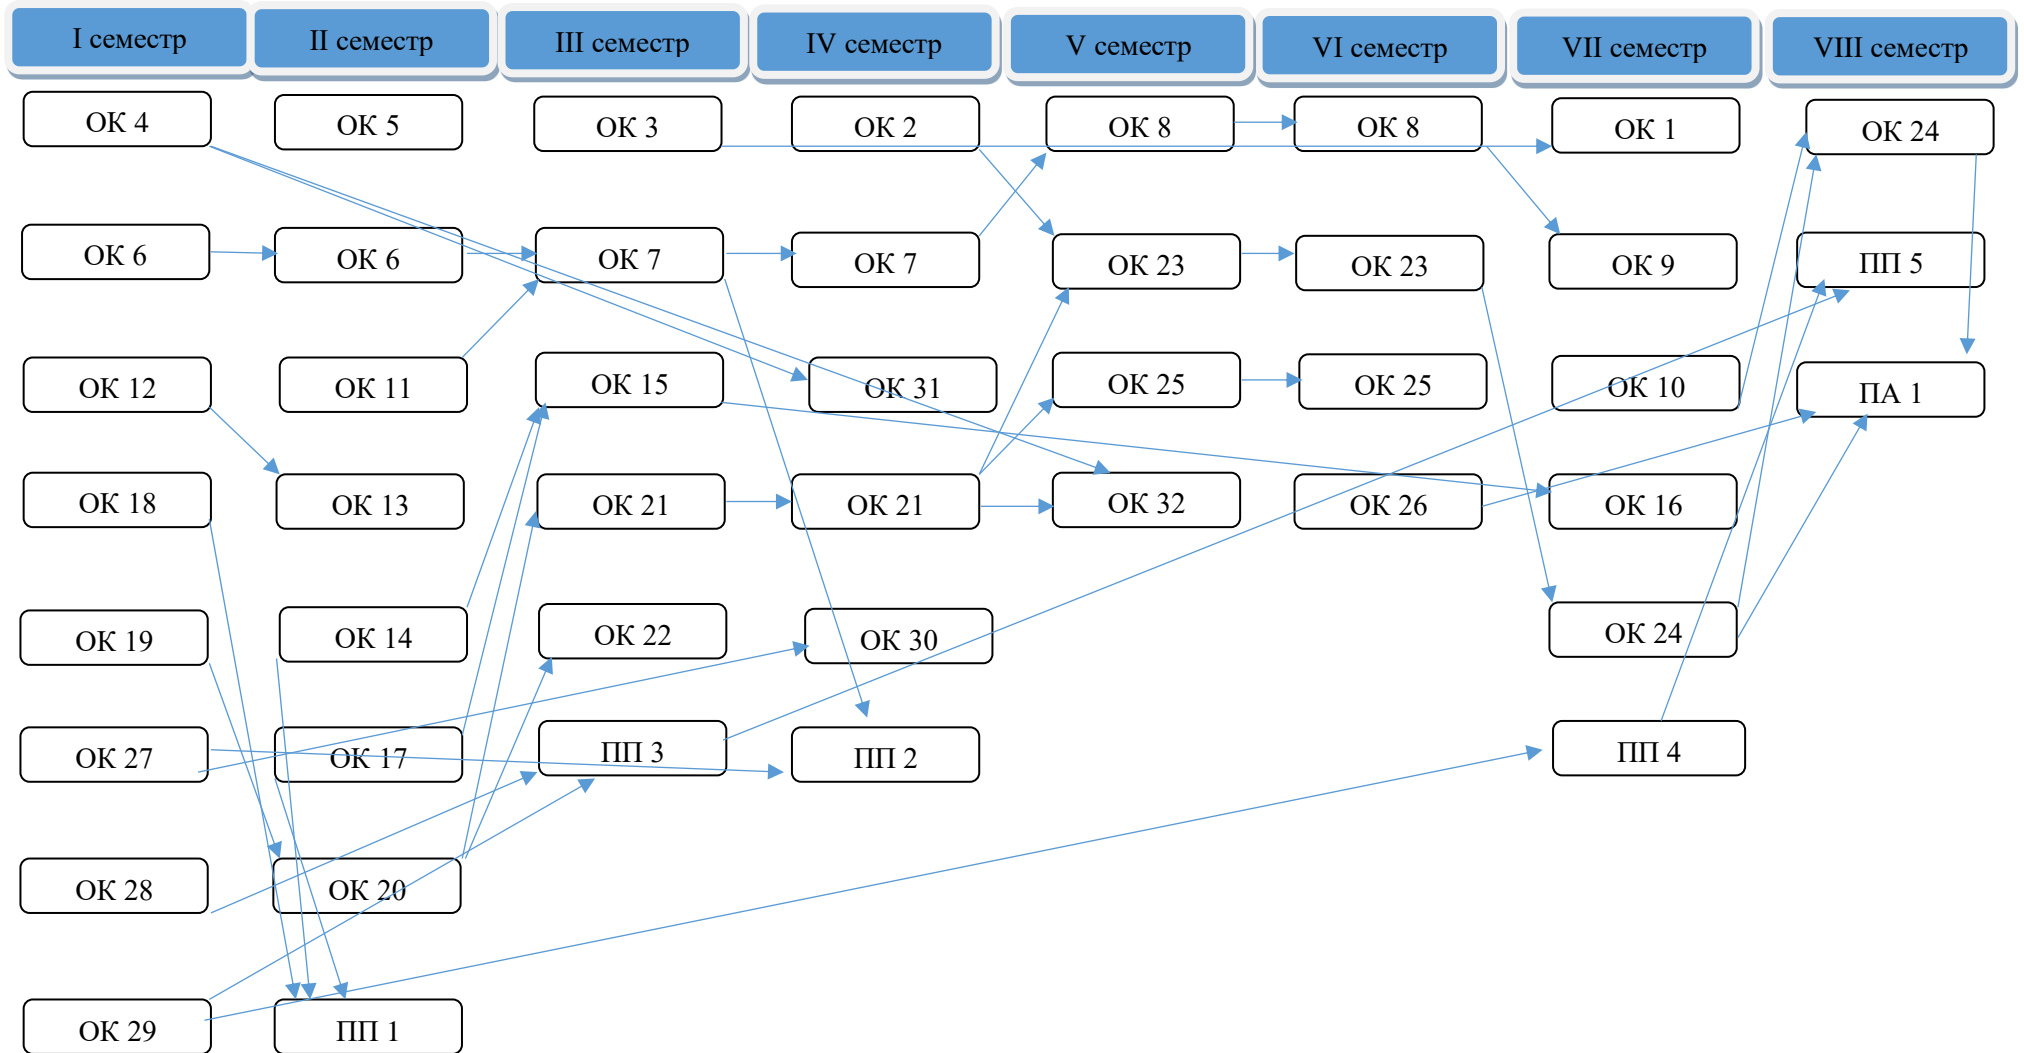 I семестр II семестр III семестр IV семестр V семестр VI семестр VII семестр VIII семестр
ОК 4 ОК 5 ОК 3 ОК 2 ОК 8 ОК 8 ОК 1 ОК 24
ОК 6 ОК 6 ОК 7 ОК 7 ОК 23 ОК 23 ОК 9 ПП 5
ОК 12 ОК 11 ОК 15 ОК 31 ОК 25 ОК 25 ОК 10 ПА 1
ОК 18 ОК 13 ОК 21 ОК 21 ОК 32 ОК 26 ОК 16
ОК 19 ОК 14 ОК 22 ОК 30 ОК 24
ОК 27 ОК 17 ПП 3 ПП 2 ПП 4
ОК 28 ОК 20
ОК 29 ПП 1